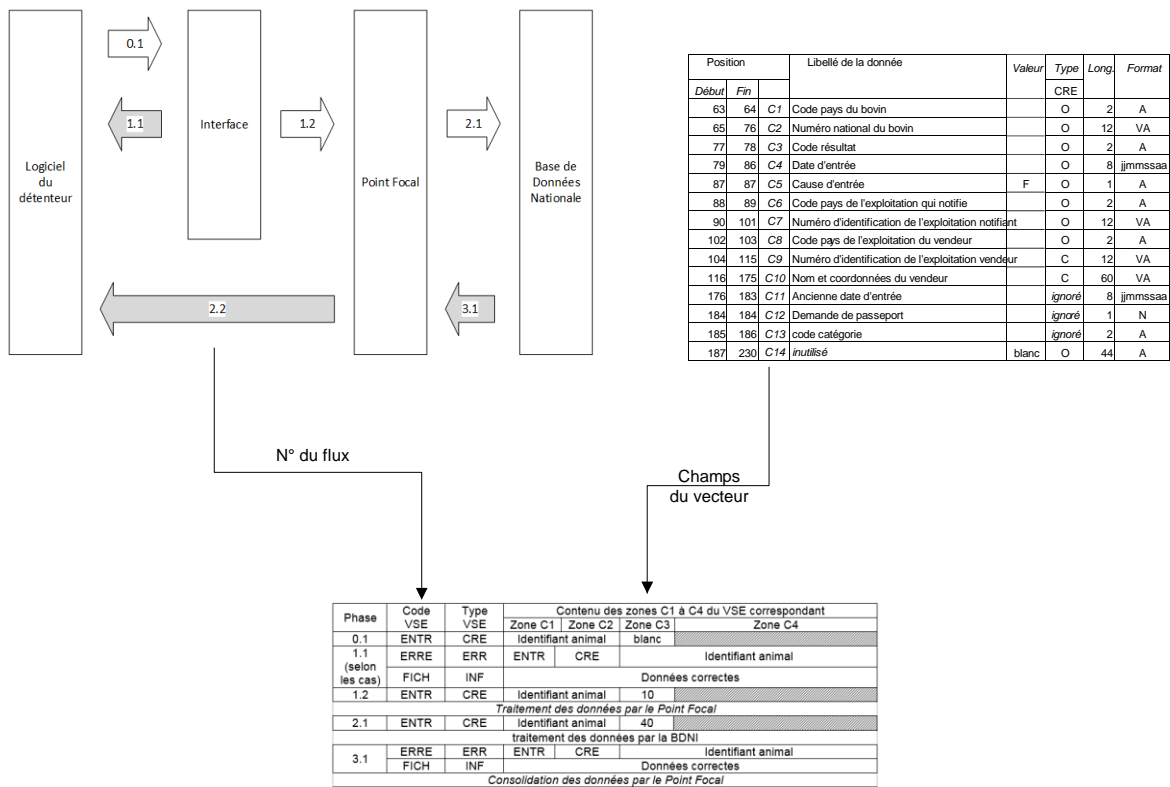 0.1
1.1
Interface
1.2
2.1
Logiciel
du
détenteur
Point Focal
Base de
Données
Nationale
2.2
3.1
Position Libellé de la donnée Valeur Type Long. Format
Début Fin CRE
63 64 C1 Code pays du bovin O 2 A
65 76 C2 Numéro national du bovin O 12 VA
77 78 C3 Code résultat O 2 A
79 86 C4 Date d'entrée O 8 jjmmssaa
87 87 C5 Cause d'entrée F O 1 A
88 89 C6 Code pays de l'exploitation qui notifie O 2 A
90 101 C7 Numéro d'identification de l'exploitation notifiant O 12 VA
102 103 C8 Code pays de l'exploitation du vendeur O 2 A
104 115 C9 Numéro d'identification de l'exploitation vendeur C 12 VA
116 175 C10 Nom et coordonnées du vendeur C 60 VA
176 183 C11 Ancienne date d'entrée ignoré 8 jjmmssaa
184 184 C12 Demande de passeport ignoré 1 N
185 186 C13 code catégorie ignoré 2 A
187 230 C14 inutilisé blanc O 44 A
N° du flux
Champs
du vecteur
Phase Code VSE Type VSE Contenu des zones C1 à C4 du VSE correspondant
Zone C1 Zone C2 Zone C3 Zone C4
0.1 ENTR CRE Identifiant animal blanc
1.1 (selon les cas) ERRE ERR ENTR CRE Identifiant animal
FICH INF Données correctes
1.2 ENTR CRE Identifiant animal 10
Traitement des données par le Point Focal
2.1 ENTR CRE Identifiant animal 40
traitement des données par la BDNI
3.1 ERRE ERR ENTR CRE Identifiant animal
FICH INF Données correctes
Consolidation des données par le Point Focal